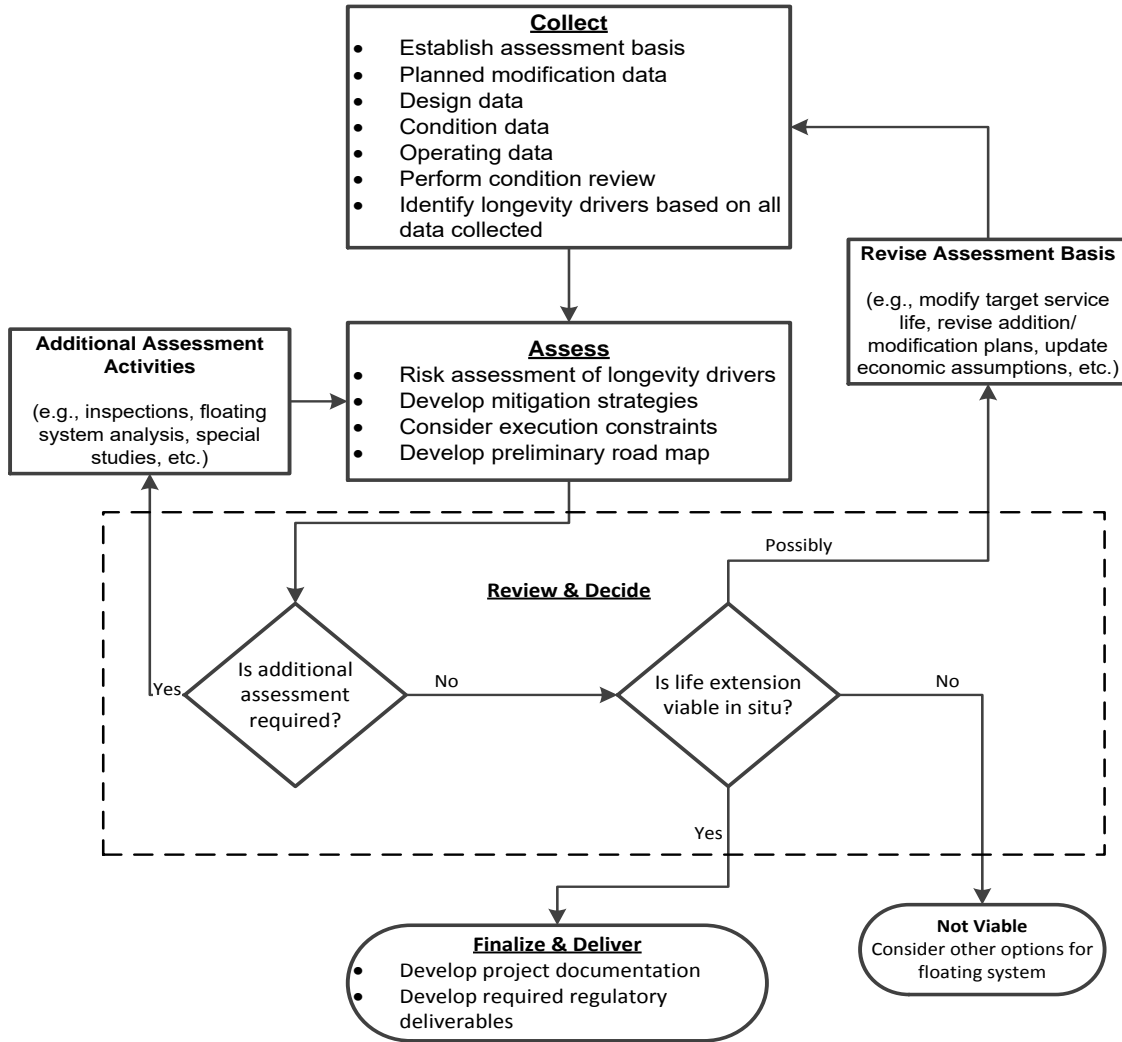 Collect
• Establish assessment basis
• Planned modification data
• Design data
• Condition data
• Operating data
• Perform condition review
• Identify longevity drivers based on all
data collected
Revise Assessment Basis
(e.g., modify target service
life, revise addition/
modification plans, update
economic assumptions, etc.)
Additional Assessment
Activities
(e.g., inspections, floating
system analysis, special
studies, etc.)
Assess
• Risk assessment of longevity drivers
• Develop mitigation strategies
• Consider execution constraints
• Develop preliminary road map
Possibly
Review & Decide
Is additional
assessment
required?
Yes
No
Is life extension
viable in situ?
No
Yes
Finalize & Deliver
• Develop project documentation
• Develop required regulatory
deliverables
Not Viable
Consider other options for
floating system